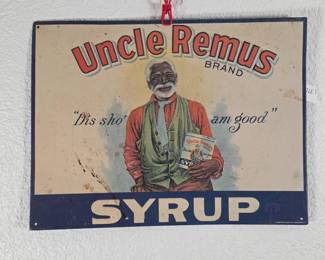 Uncle Remus
BRAND
"Dis sho' am good"
SYRUP